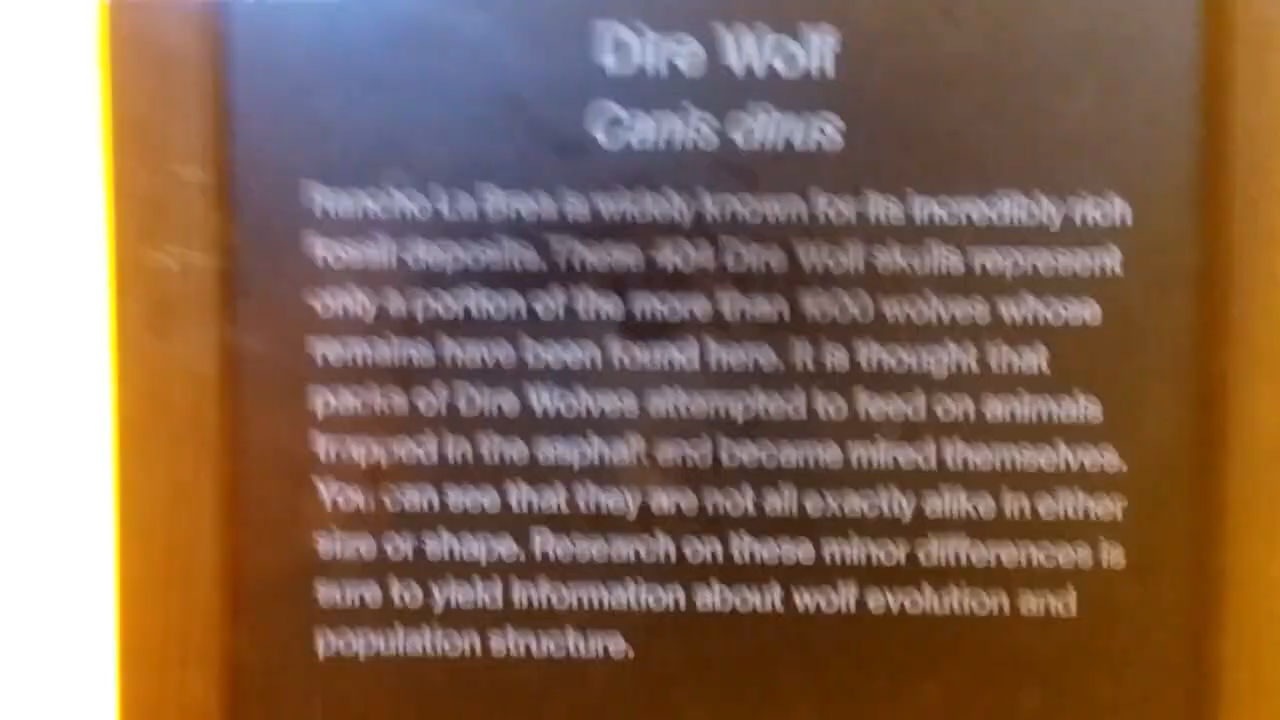 Dire Wolf
Canis dirus
Rancho La Brea is widely known for its incredibly rich
fossil deposits. These 404 Dire Wolf skulls represent
only a portion of the more than 1600 wolves whose
remains have been found here. It is thought that
packs of Dire Wolves attempted to feed on animals
trapped in the asphalt and became mired themselves.
You can see that they are not all exactly alike in either
size or shape. Research on these minor differences is
sure to yield information about wolf evolution and
population structure.